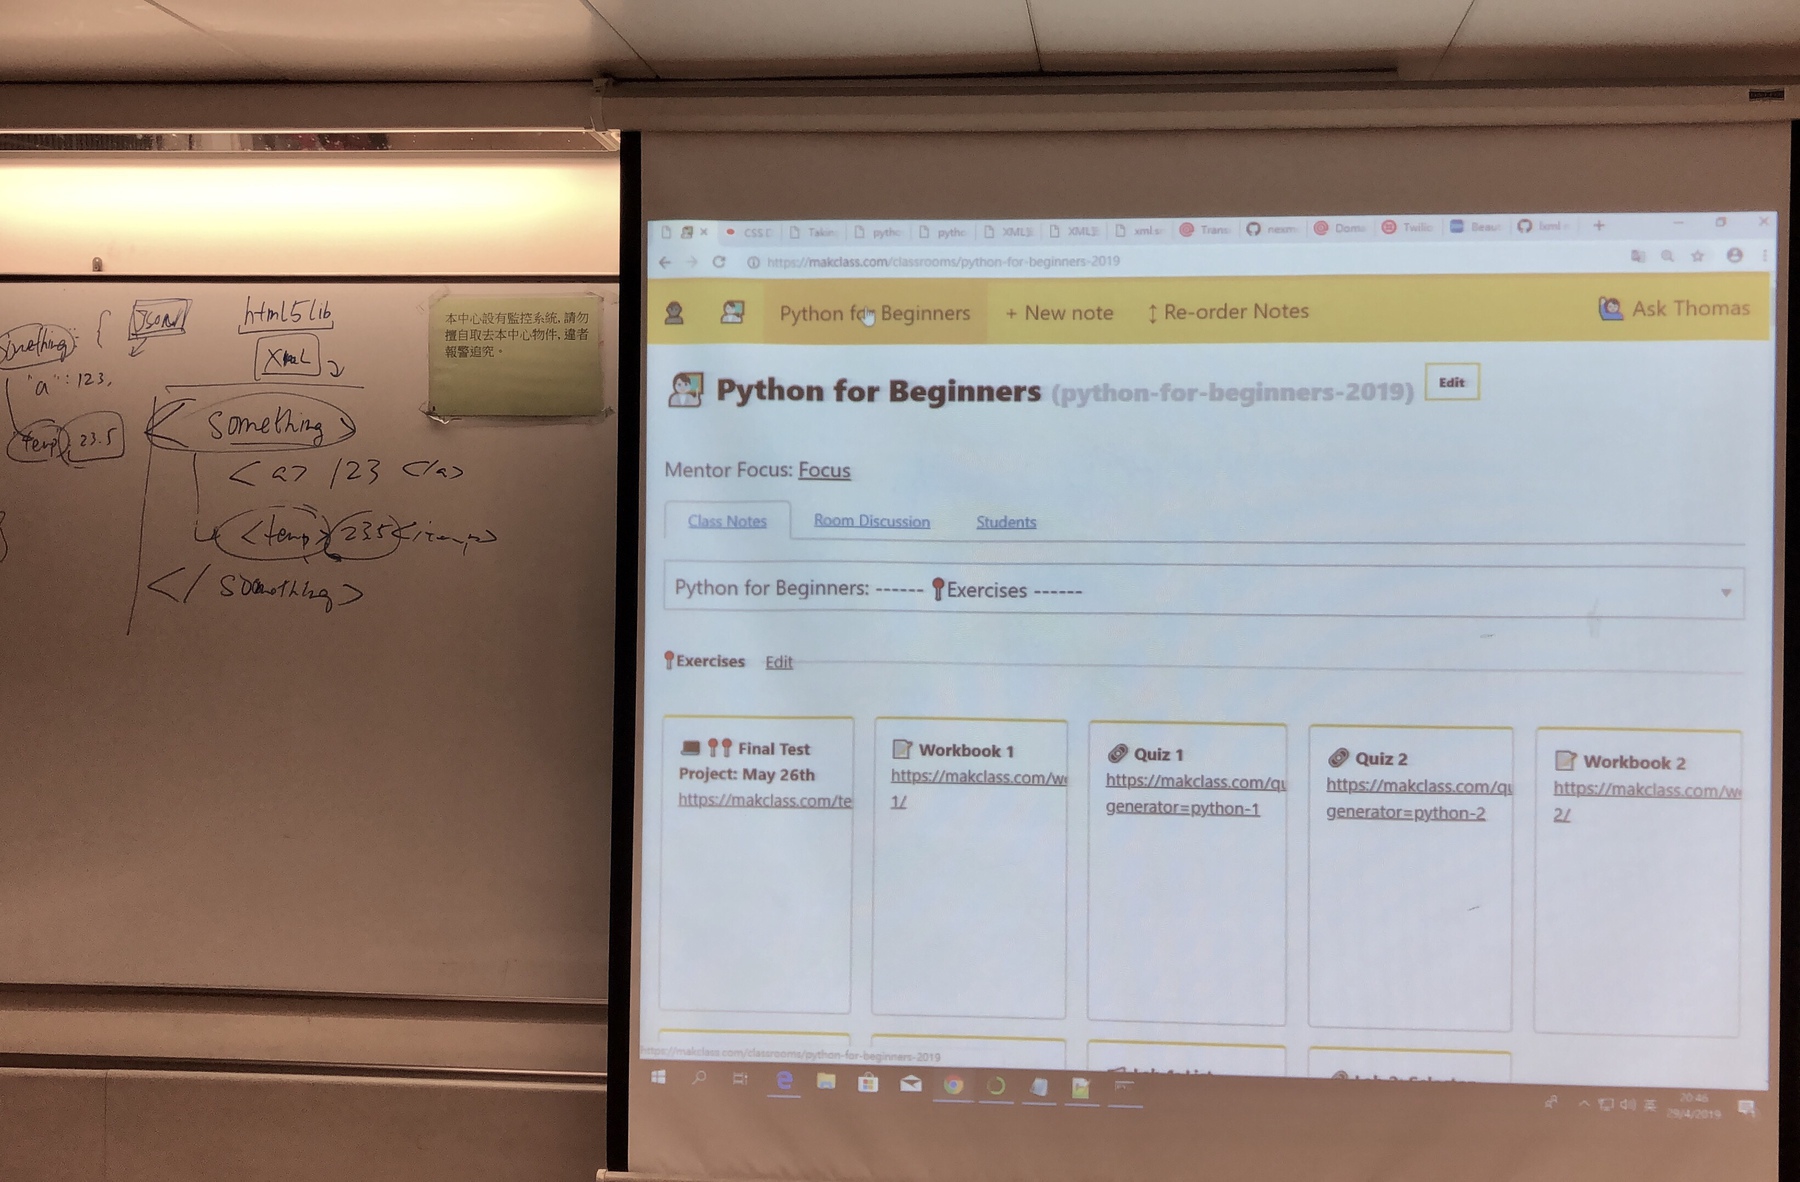 something : {
Json
"a" : 123,
"temp" 23.5
html5lib
XML
< something >
<a> 123 </a>
<temp> 23.5 </temp>
</ something >
本中心設有監控系統, 請勿
擅自取去本中心物件, 違者
報警追究。
CSS D
Takin
pytho
pytho
XML
XML
xml.s
Trans
nexm
Dom
Twilio
Beau
lxml
https://makclass.com/classrooms/python-for-beginners-2019
Python for Beginners
+ New note
↕ Re-order Notes
Ask Thomas
Python for Beginners (python-for-beginners-2019)
Edit
Mentor Focus: Focus
Class Notes
Room Discussion
Students
Python for Beginners: ------ 📍Exercises ------
📍Exercises Edit
Final Test
Project: May 26th
https://makclass.com/te
Workbook 1
https://makclass.com/w
1/
Quiz 1
https://makclass.com/qu
generator=python-1
Quiz 2
https://makclass.com/qu
generator=python-2
Workbook 2
https://makclass.com/w
2/
https://makclass.com/classrooms/python-for-beginners-2019
英
20:46
29/4/2019